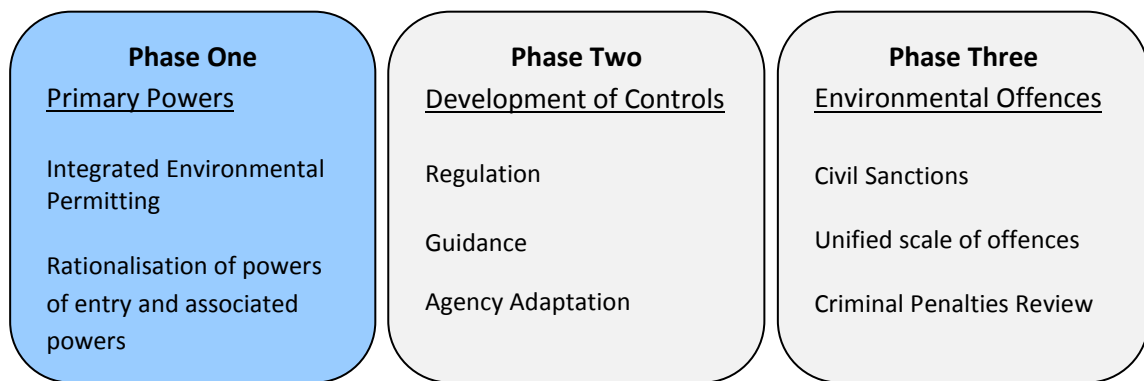 Phase One
Primary Powers
Integrated Environmental
Permitting
Rationalisation of powers
of entry and associated
powers
Phase Two
Development of Controls
Regulation
Guidance
Agency Adaptation
Phase Three
Environmental Offences
Civil Sanctions
Unified scale of offences
Criminal Penalties Review